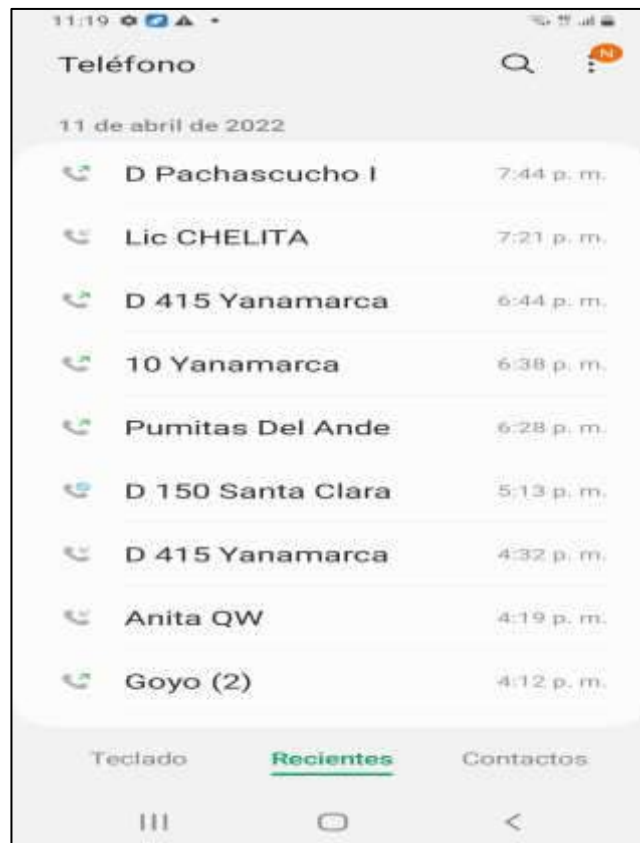 11:19
Teléfono
N
11 de abril de 2022
D Pachascucho I 7:44 p. m.
Lic CHELITA 7:21 p. m.
D 415 Yanamarca 6:44 p. m.
10 Yanamarca 6:38 p. m.
Pumitas Del Ande 6:28 p. m.
D 150 Santa Clara 5:13 p. m.
D 415 Yanamarca 4:32 p. m.
Anita QW 4:19 p. m.
Goyo (2) 4:12 p. m.
Teclado Recientes Contactos